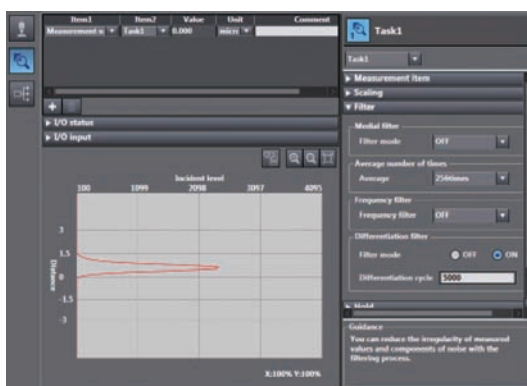 Item1 Item2 Value Unit Comment
Measurement v Task1 0.000 micr
I/O status
I/O input
Incident level
100 1099 2098 3097 4095
Distance
3
1.5
0
-1.5
-3
X:100% Y:100%
Task1
Task1
Measurement Item
Scaling
Filter
Medial filter
Filter mode OFF
Average number of times
Average 256times
Frequency filter
Frequency filter OFF
Differentiation filter
Filter mode OFF ON
Differentiation cycle 5000
Hold
Guidance
You can reduce the irregularity of measured
values and components of noise with the
filtering process.